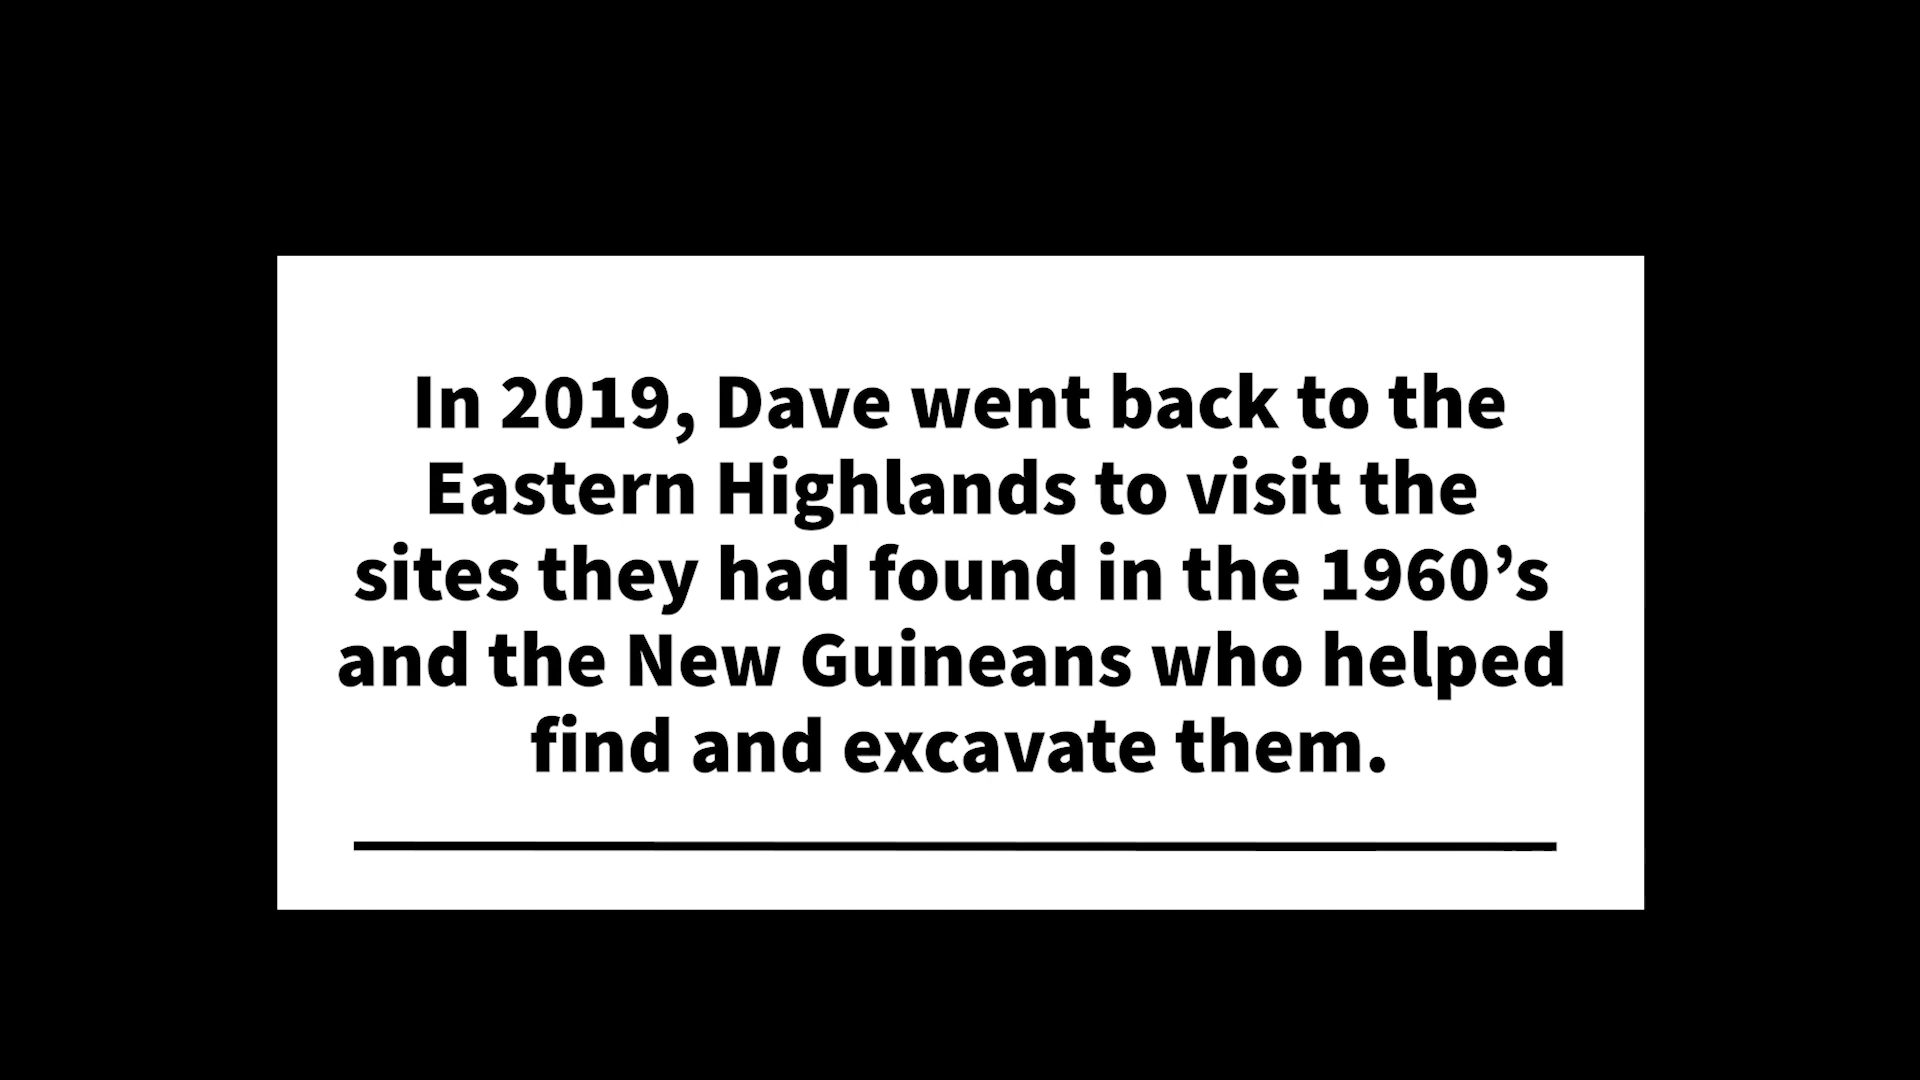 In 2019, Dave went back to the
Eastern Highlands to visit the
sites they had found in the 1960’s
and the New Guineans who helped
find and excavate them.